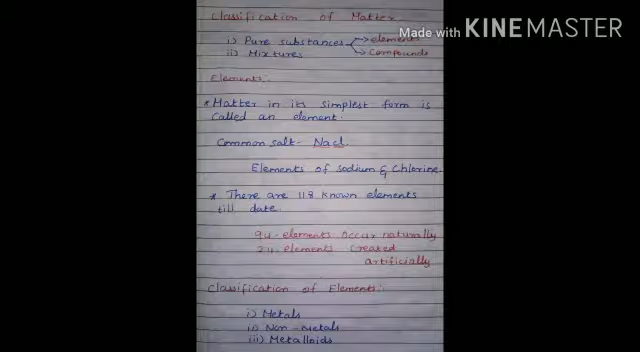 Classification of Matter.
Made with KINEMASTER
i) Pure substances → elements
→ Compounds
ii) Mixtures
Elements:
* Matter in its simplest form is
called an element.
Common salt - Nacl.
Elements of sodium & Chlorine.
* There are 118 known elements
till date.
94 - elements occur naturally
24 - elements created
artificially
Classification of Elements:
i) Metals
ii) Non-Metals
iii) Metalloids